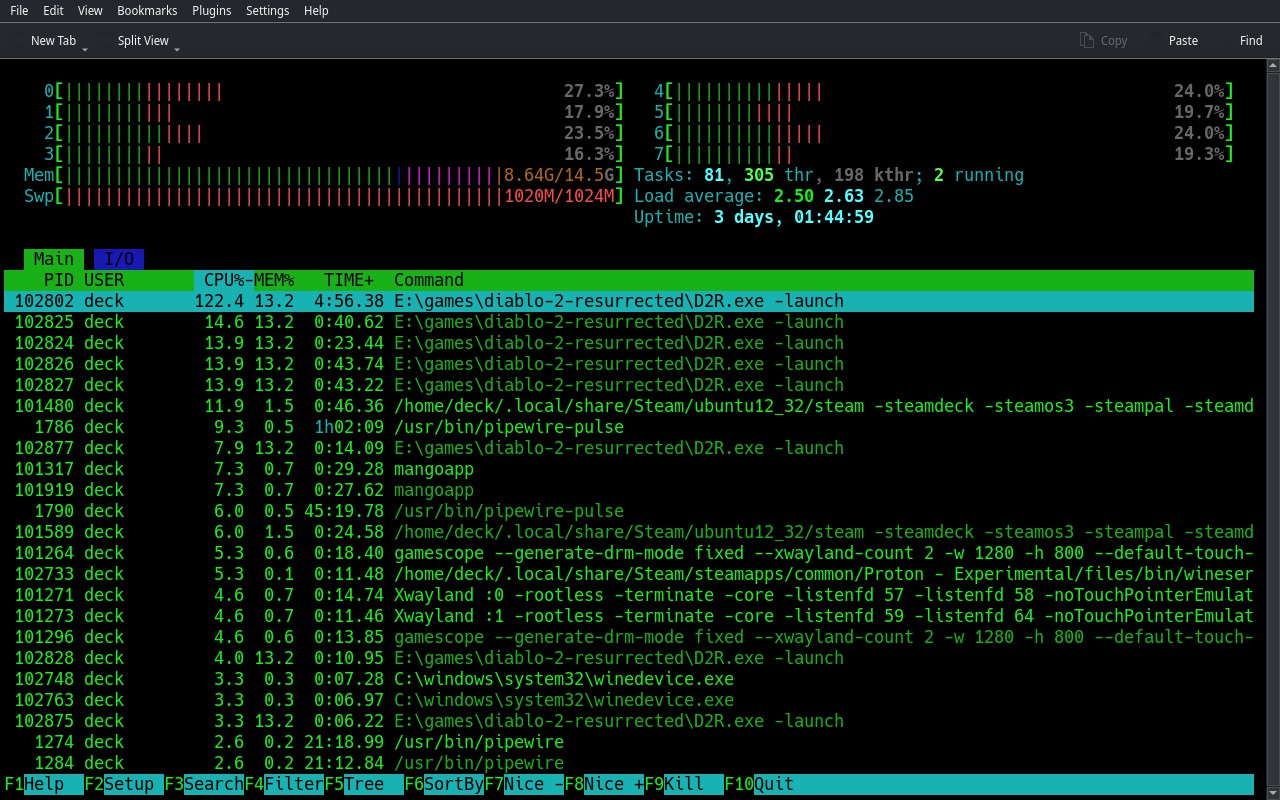 File Edit View Bookmarks Plugins Settings Help
New Tab Split View Copy Paste Find
0[||||||||||||||||27.3%] 4[|||||||||||||||24.0%]
1[|||||||||||17.9%] 5[||||||||||||19.7%]
2[||||||||||||||23.5%] 6[|||||||||||||||24.0%]
3[||||||||||16.3%] 7[||||||||||||19.3%]
Mem[||||||||||||||||||||||||||||||||||||||||||||8.64G/14.5G] Tasks: 81, 305 thr, 198 kthr; 2 running
Swp[||||||||||||||||||||||||||||||||||||||||||||1020M/1024M] Load average: 2.50 2.63 2.85
Uptime: 3 days, 01:44:59
Main I/O
PID USER CPU%-MEM% TIME+ Command
102802 deck 122.4 13.2 4:56.38 E:\games\diablo-2-resurrected\D2R.exe -launch
102825 deck 14.6 13.2 0:40.62 E:\games\diablo-2-resurrected\D2R.exe -launch
102824 deck 13.9 13.2 0:23.44 E:\games\diablo-2-resurrected\D2R.exe -launch
102826 deck 13.9 13.2 0:43.74 E:\games\diablo-2-resurrected\D2R.exe -launch
102827 deck 13.9 13.2 0:43.22 E:\games\diablo-2-resurrected\D2R.exe -launch
101480 deck 11.9 1.5 0:46.36 /home/deck/.local/share/Steam/ubuntu12_32/steam -steamdeck -steamos3 -steampal -steamd
1786 deck 9.3 0.5 1h02:09 /usr/bin/pipewire-pulse
102877 deck 7.9 13.2 0:14.09 E:\games\diablo-2-resurrected\D2R.exe -launch
101317 deck 7.3 0.7 0:29.28 mangoapp
101919 deck 7.3 0.7 0:27.62 mangoapp
1790 deck 6.0 0.5 45:19.78 /usr/bin/pipewire-pulse
101589 deck 6.0 1.5 0:24.58 /home/deck/.local/share/Steam/ubuntu12_32/steam -steamdeck -steamos3 -steampal -steamd
101264 deck 5.3 0.6 0:18.40 gamescope --generate-drm-mode fixed --xwayland-count 2 -w 1280 -h 800 --default-touch-
102733 deck 5.3 0.1 0:11.48 /home/deck/.local/share/Steam/steamapps/common/Proton - Experimental/files/bin/wineser
101271 deck 4.6 0.7 0:14.74 Xwayland :0 -rootless -terminate -core -listenfd 57 -listenfd 58 -noTouchPointerEmulat
101273 deck 4.6 0.7 0:11.46 Xwayland :1 -rootless -terminate -core -listenfd 59 -listenfd 64 -noTouchPointerEmulat
101296 deck 4.6 0.6 0:13.85 gamescope --generate-drm-mode fixed --xwayland-count 2 -w 1280 -h 800 --default-touch-
102828 deck 4.0 13.2 0:10.95 E:\games\diablo-2-resurrected\D2R.exe -launch
102748 deck 3.3 0.3 0:07.28 C:\windows\system32\winedevice.exe
102763 deck 3.3 0.3 0:06.97 C:\windows\system32\winedevice.exe
102875 deck 3.3 13.2 0:06.22 E:\games\diablo-2-resurrected\D2R.exe -launch
1274 deck 2.6 0.2 21:18.99 /usr/bin/pipewire
1284 deck 2.6 0.2 21:12.84 /usr/bin/pipewire
F1Help F2Setup F3SearchF4FilterF5Tree F6SortByF7Nice -F8Nice +F9Kill F10Quit